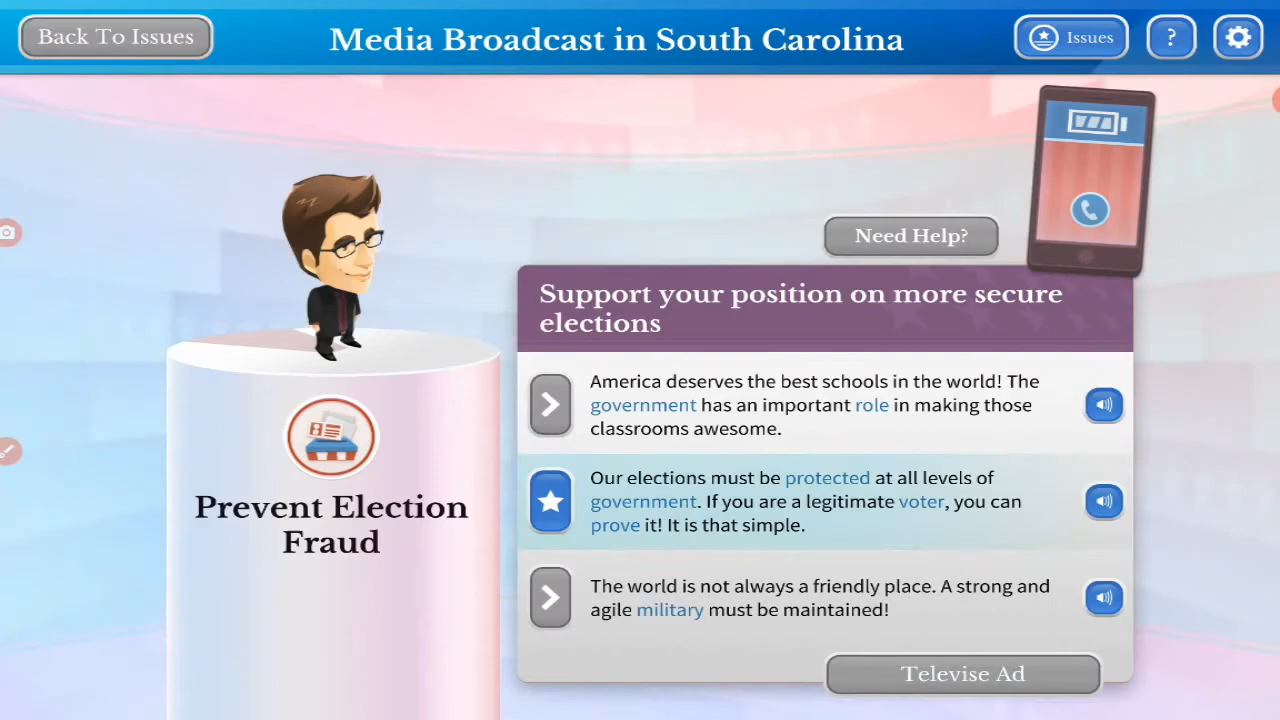 Back To Issues
Media Broadcast in South Carolina
Issues
?
Need Help?
Support your position on more secure
elections
America deserves the best schools in the world! The
government has an important role in making those
classrooms awesome.
Our elections must be protected at all levels of
government. If you are a legitimate voter, you can
prove it! It is that simple.
The world is not always a friendly place. A strong and
agile military must be maintained!
Televise Ad
Prevent Election
Fraud